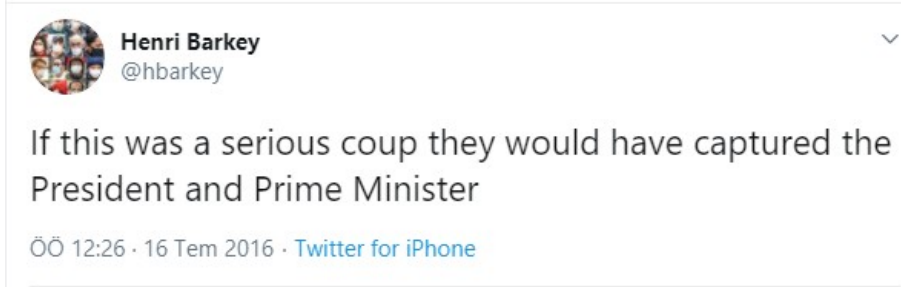 Henri Barkey
@hbarkey
If this was a serious coup they would have captured the
President and Prime Minister
ÖÖ 12:26 · 16 Tem 2016 · Twitter for iPhone